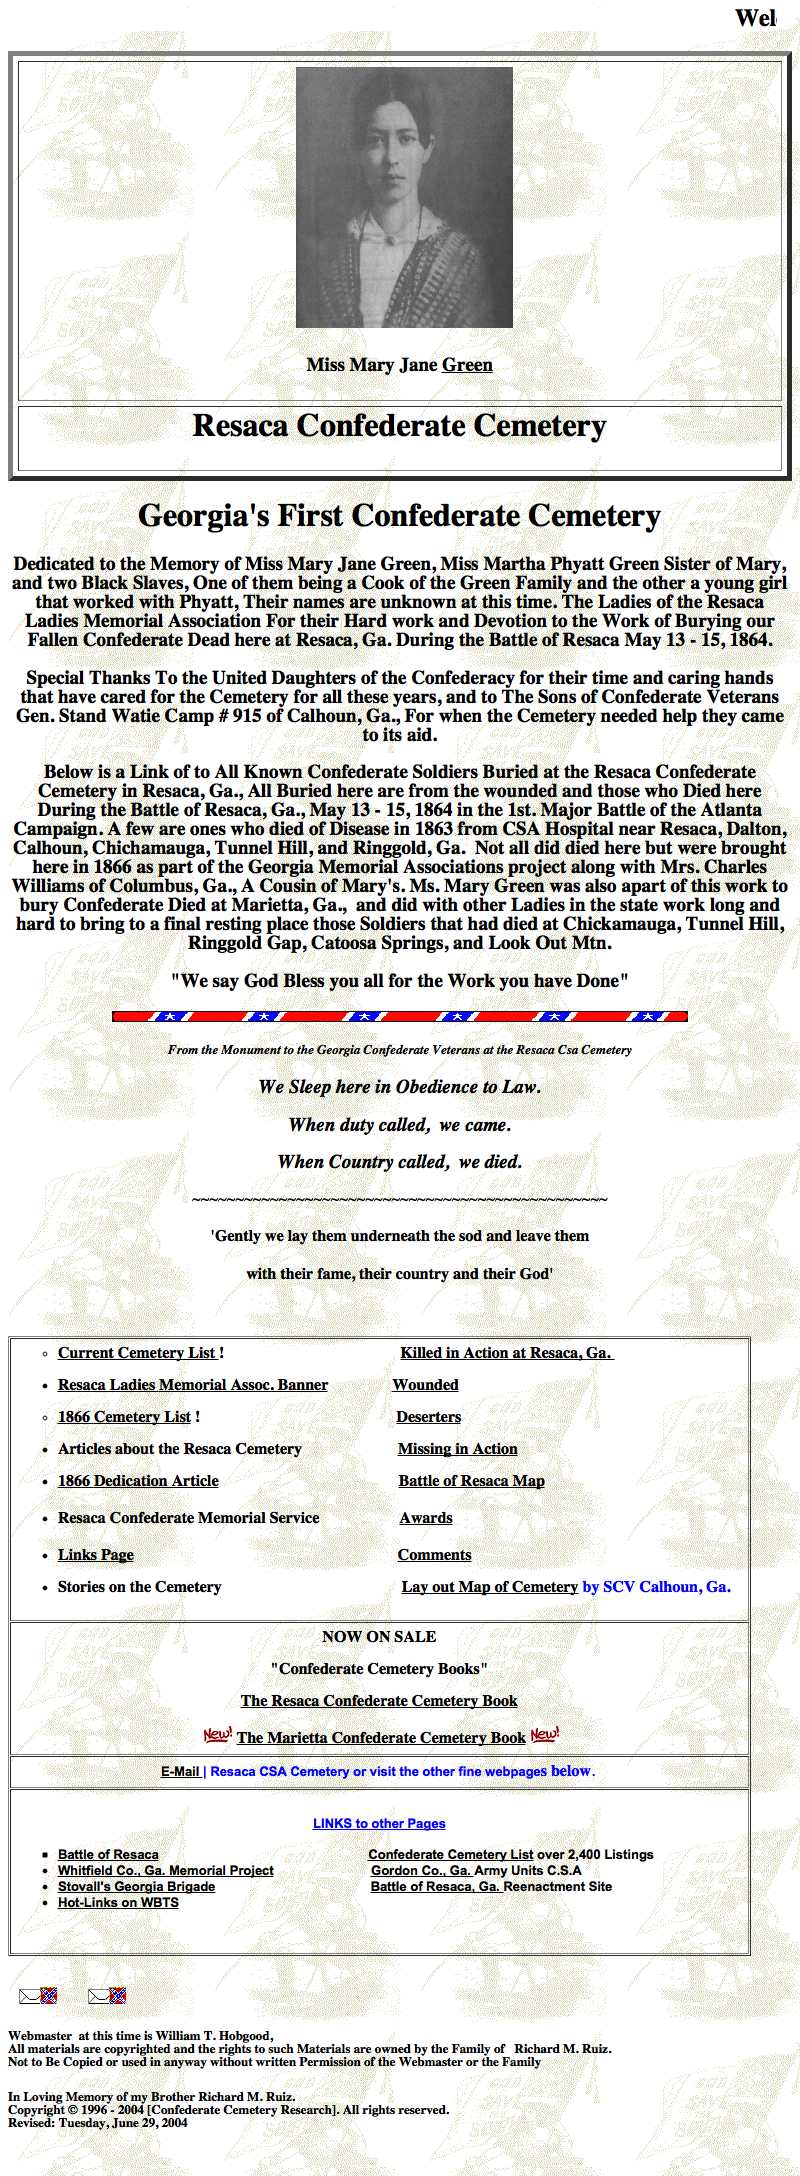 Wel
Miss Mary Jane Green
Resaca Confederate Cemetery
Georgia's First Confederate Cemetery
Dedicated to the Memory of Miss Mary Jane Green, Miss Martha Phyatt Green Sister of Mary,
and two Black Slaves, One of them being a Cook of the Green Family and the other a young girl
that worked with Phyatt, Their names are unknown at this time. The Ladies of the Resaca
Ladies Memorial Association For their Hard work and Devotion to the Work of Burying our
Fallen Confederate Dead here at Resaca, Ga. During the Battle of Resaca May 13 - 15, 1864.
Special Thanks To the United Daughters of the Confederacy for their time and caring hands
that have cared for the Cemetery for all these years, and to The Sons of Confederate Veterans
Gen. Stand Watie Camp # 915 of Calhoun, Ga., For when the Cemetery needed help they came
to its aid.
Below is a Link of to All Known Confederate Soldiers Buried at the Resaca Confederate
Cemetery in Resaca, Ga., All Buried here are from the wounded and those who Died here
During the Battle of Resaca, Ga., May 13 - 15, 1864 in the 1st. Major Battle of the Atlanta
Campaign. A few are ones who died of Disease in 1863 from CSA Hospital near Resaca, Dalton,
Calhoun, Chichamauga, Tunnel Hill, and Ringgold, Ga.  Not all did died here but were brought
here in 1866 as part of the Georgia Memorial Associations project along with Mrs. Charles
Williams of Columbus, Ga., A Cousin of Mary's. Ms. Mary Green was also apart of this work to
bury Confederate Died at Marietta, Ga.,  and did with other Ladies in the state work long and
hard to bring to a final resting place those Soldiers that had died at Chickamauga, Tunnel Hill,
Ringgold Gap, Catoosa Springs, and Look Out Mtn.
"We say God Bless you all for the Work you have Done"
From the Monument to the Georgia Confederate Veterans at the Resaca Csa Cemetery
We Sleep here in Obedience to Law.
When duty called,  we came.
When Country called,  we died.
~~~~~~~~~~~~~~~~~~~~~~~~~~~~~~~~~~~~~~~~~~~~~~~~
'Gently we lay them underneath the sod and leave them
with their fame, their country and their God'
Current Cemetery List ! Killed in Action at Resaca, Ga.
Resaca Ladies Memorial Assoc. Banner Wounded
1866 Cemetery List ! Deserters
Articles about the Resaca Cemetery Missing in Action
1866 Dedication Article Battle of Resaca Map
Resaca Confederate Memorial Service Awards
Links Page Comments
Stories on the Cemetery Lay out Map of Cemetery by SCV Calhoun, Ga.
NOW ON SALE
"Confederate Cemetery Books"
The Resaca Confederate Cemetery Book
New! The Marietta Confederate Cemetery Book New!
E-Mail | Resaca CSA Cemetery or visit the other fine webpages below.
LINKS to other Pages
Battle of Resaca Confederate Cemetery List over 2,400 Listings
Whitfield Co., Ga. Memorial Project Gordon Co., Ga. Army Units C.S.A
Stovall's Georgia Brigade Battle of Resaca, Ga. Reenactment Site
Hot-Links on WBTS
Webmaster  at this time is William T. Hobgood,
All materials are copyrighted and the rights to such Materials are owned by the Family of   Richard M. Ruiz.
Not to Be Copied or used in anyway without written Permission of the Webmaster or the Family
In Loving Memory of my Brother Richard M. Ruiz.
Copyright © 1996 - 2004 [Confederate Cemetery Research]. All rights reserved.
Revised: Tuesday, June 29, 2004